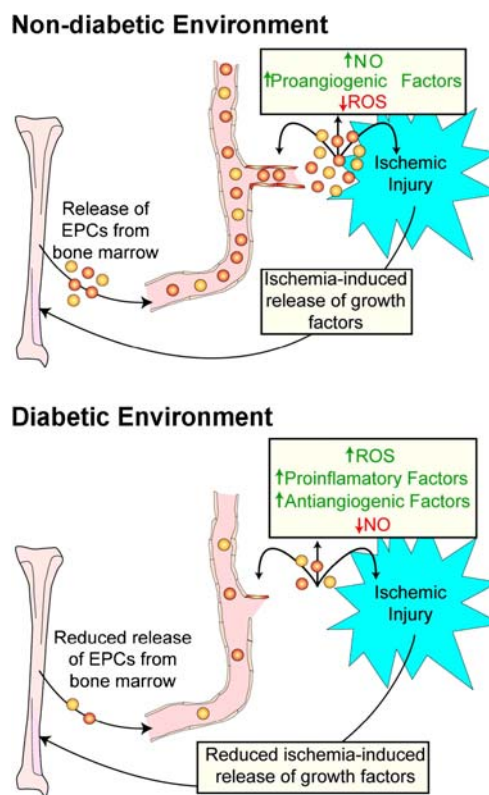 Non-diabetic Environment
↑NO
↑Proangiogenic Factors
↓ROS
Ischemic
Injury
Release of
EPCs from
bone marrow
Ischemia-induced
release of growth
factors
Diabetic Environment
↑ROS
↑Proinflamatory Factors
↑Antiangiogenic Factors
↓NO
Ischemic
Injury
Reduced release
of EPCs from
bone marrow
Reduced ischemia-induced
release of growth factors